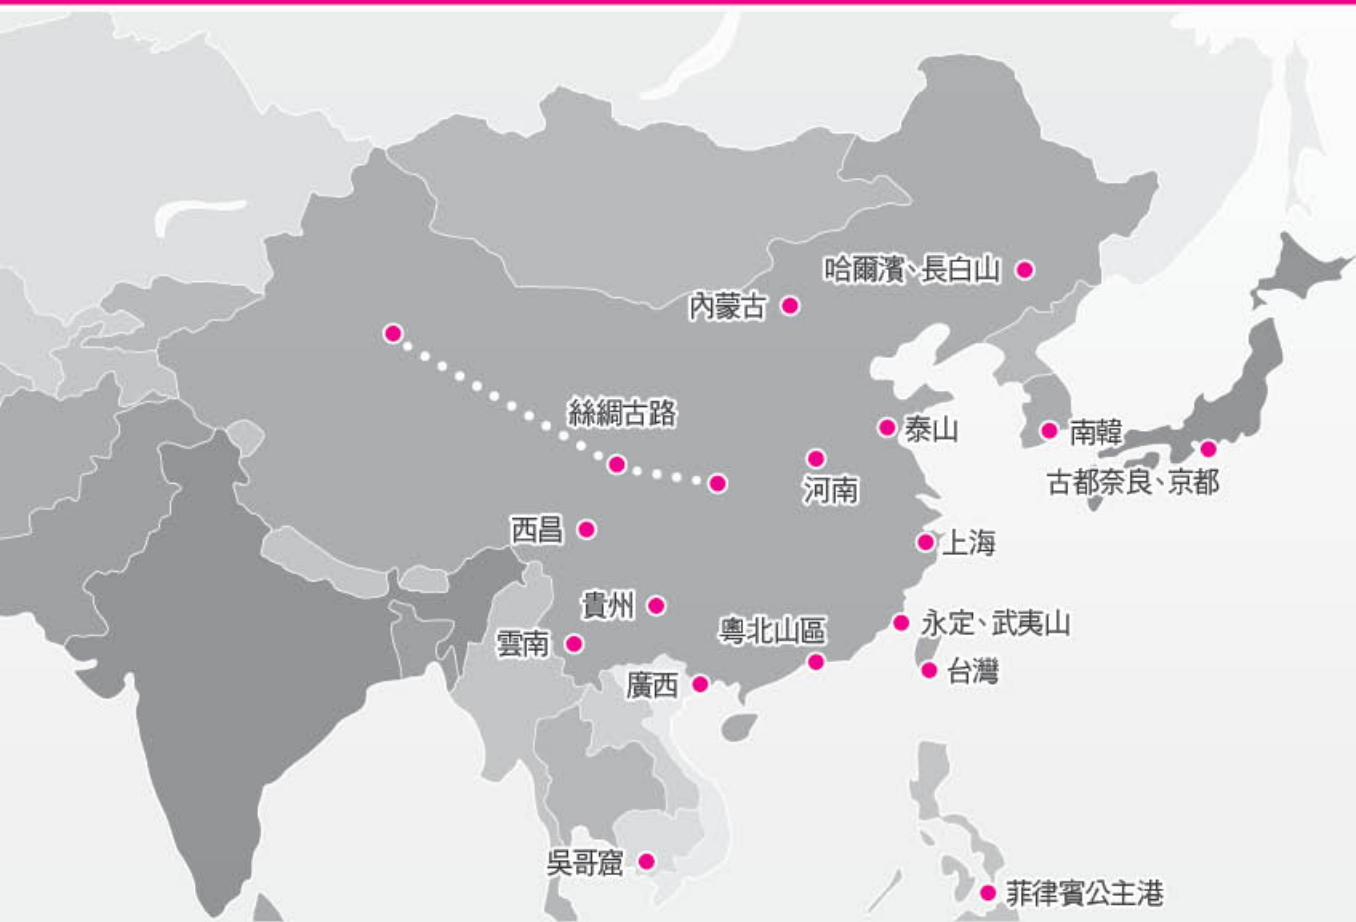 哈爾濱、長白山
內蒙古
絲綢古路
泰山
南韓
河南
古都奈良、京都
西昌
上海
貴州
永定、武夷山
粵北山區
雲南
台灣
廣西
吳哥窟
菲律賓公主港